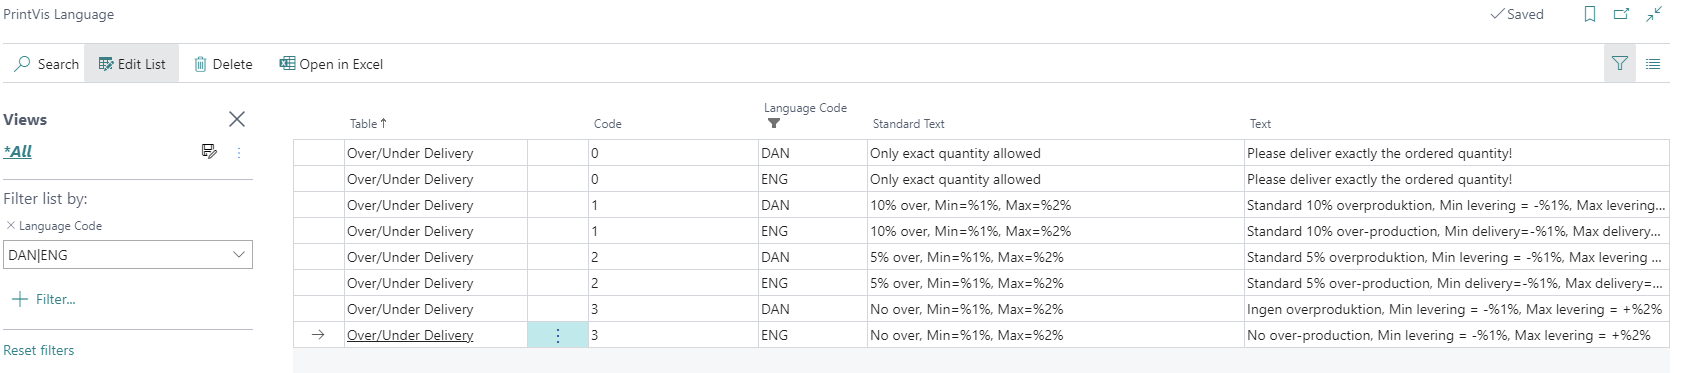 PrintVis Language
Saved
Search Edit List Delete Open in Excel
Views
*All
Filter list by:
Language Code
DAN|ENG
Filter...
Reset filters
Table Code Language Code Standard Text Text
Over/Under Delivery 0 DAN Only exact quantity allowed Please deliver exactly the ordered quantity!
Over/Under Delivery 0 ENG Only exact quantity allowed Please deliver exactly the ordered quantity!
Over/Under Delivery 1 DAN 10% over, Min=%1%, Max=%2% Standard 10% overproduktion, Min levering = -%1%, Max levering...
Over/Under Delivery 1 ENG 10% over, Min=%1%, Max=%2% Standard 10% over-production, Min delivery=-%1%, Max delivery...
Over/Under Delivery 2 DAN 5% over, Min=%1%, Max=%2% Standard 5% overproduktion, Min levering = -%1%, Max levering ...
Over/Under Delivery 2 ENG 5% over, Min=%1%, Max=%2% Standard 5% over-production, Min delivery=-%1%, Max delivery=...
Over/Under Delivery 3 DAN No over, Min=%1%, Max=%2% Ingen overproduktion, Min levering = -%1%, Max levering = +%2%
Over/Under Delivery 3 ENG No over, Min=%1%, Max=%2% No over-production, Min levering = -%1%, Max levering = +%2%